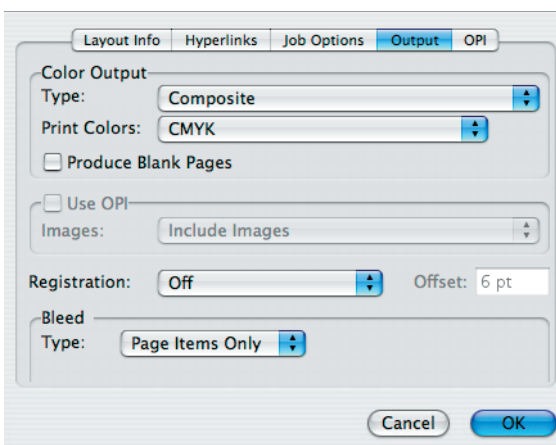 Layout Info Hyperlinks Job Options Output OPI
Color Output
Type: Composite
Print Colors: CMYK
Produce Blank Pages
Use OPI
Images: Include Images
Registration: Off Offset: 6 pt
Bleed
Type: Page Items Only
Cancel OK